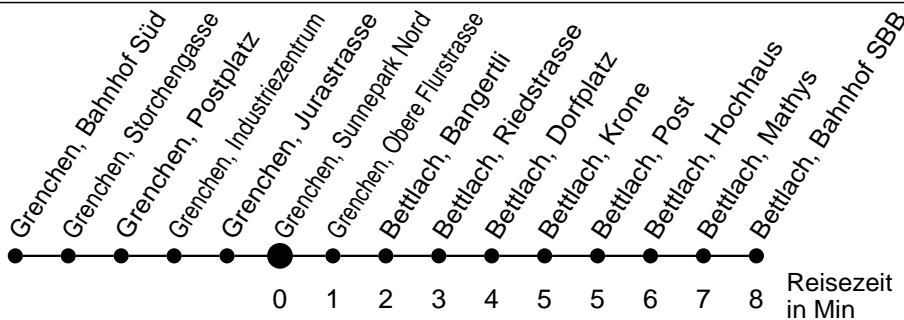 Grenchen, Bahnhof Süd
Grenchen, Storchengasse
Grenchen, Postplatz
Grenchen, Industriezentrum
Grenchen, Jurastrasse
Grenchen, Sunnepark Nord
Grenchen, Obere Flurstrasse
Bettlach, Bangertli
Bettlach, Riedstrasse
Bettlach, Dorfplatz
Bettlach, Krone
Bettlach, Post
Bettlach, Hochhaus
Bettlach, Mathys
Bettlach, Bahnhof SBB
0 1 2 3 4 5 5 6 7 8 Reisezeit
in Min